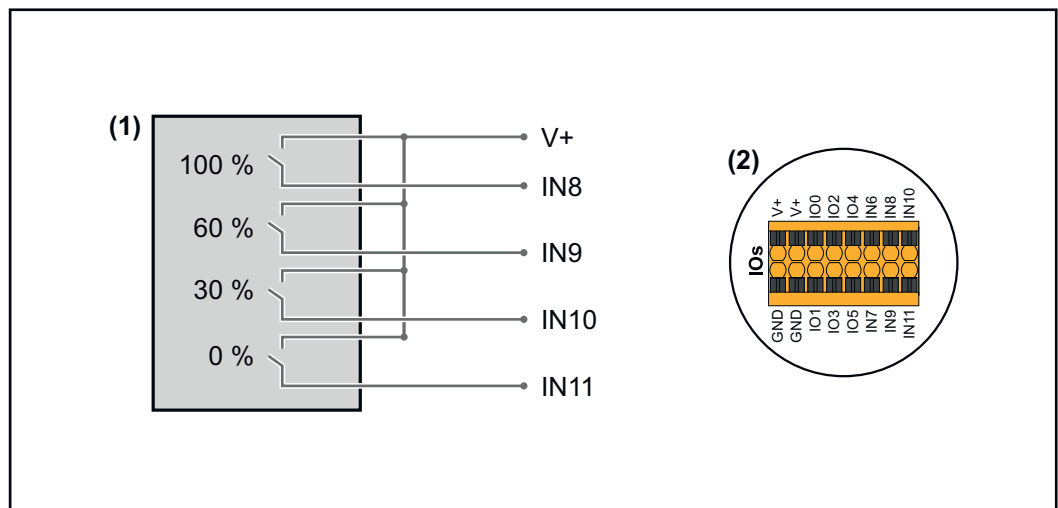 (1)
100 %
60 %
30 %
0 %
V+
IN8
IN9
IN10
IN11
(2)
V+ V+ IO0 IO2 IO4 IN6 IN8 IN10
IOs
GND GND IO1 IO3 IO5 IN7 IN9 IN11